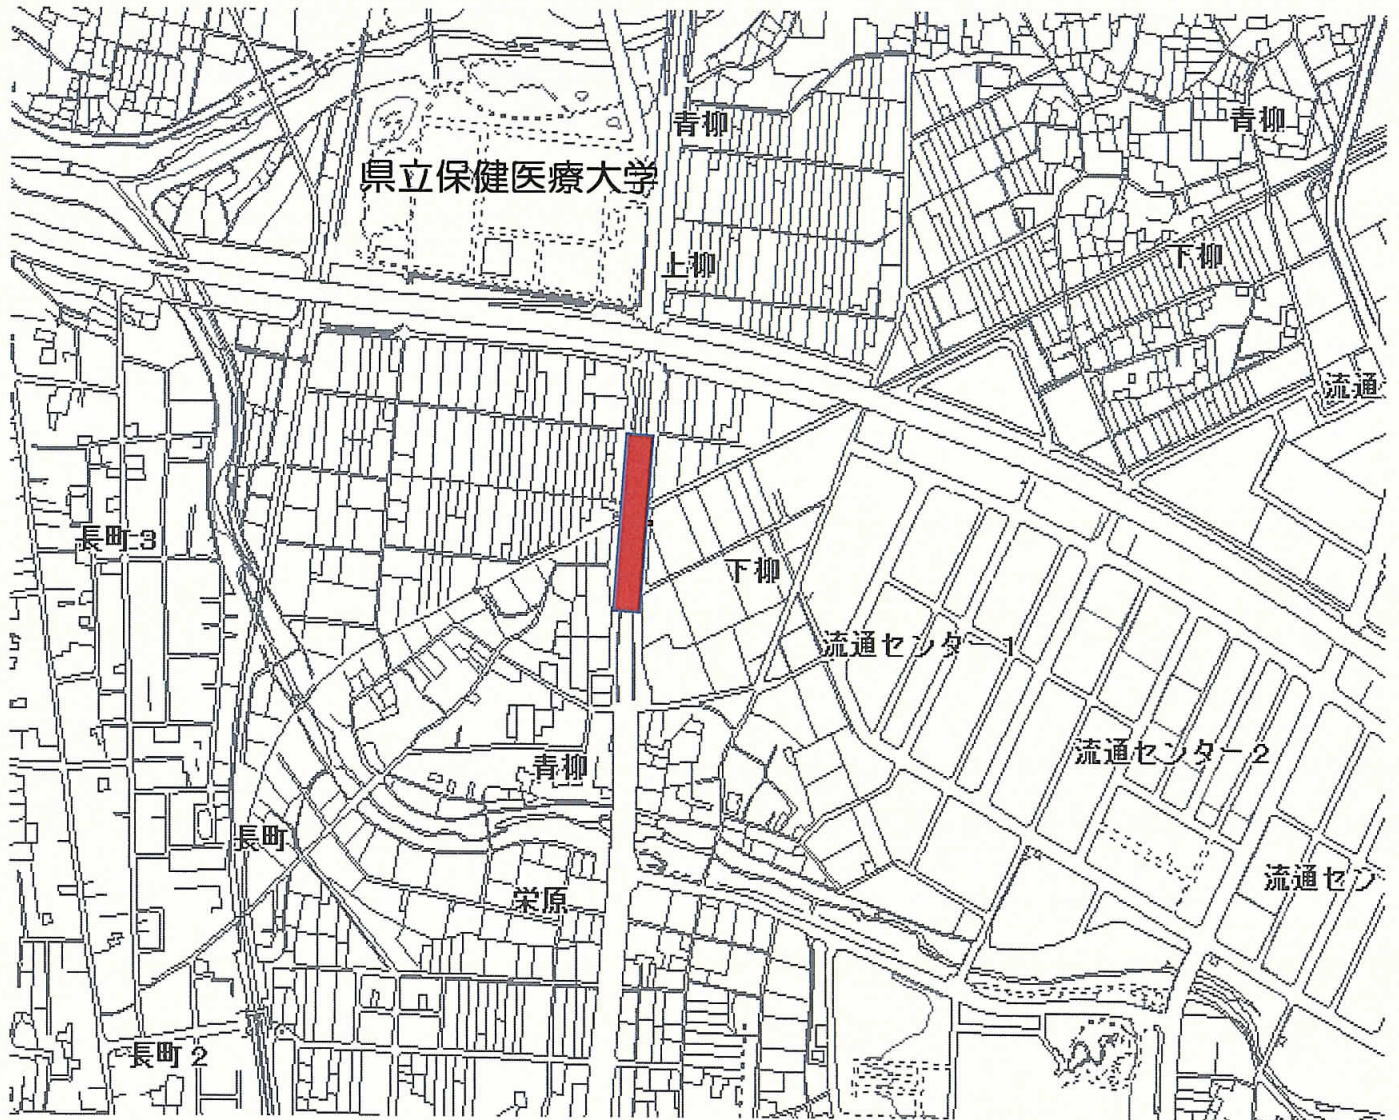 青柳
青柳
県立保健医療大学
上柳
下柳
流通
長町3
下柳
流通センター1
流通センター2
青柳
長町
流通セン
栄原
長町2